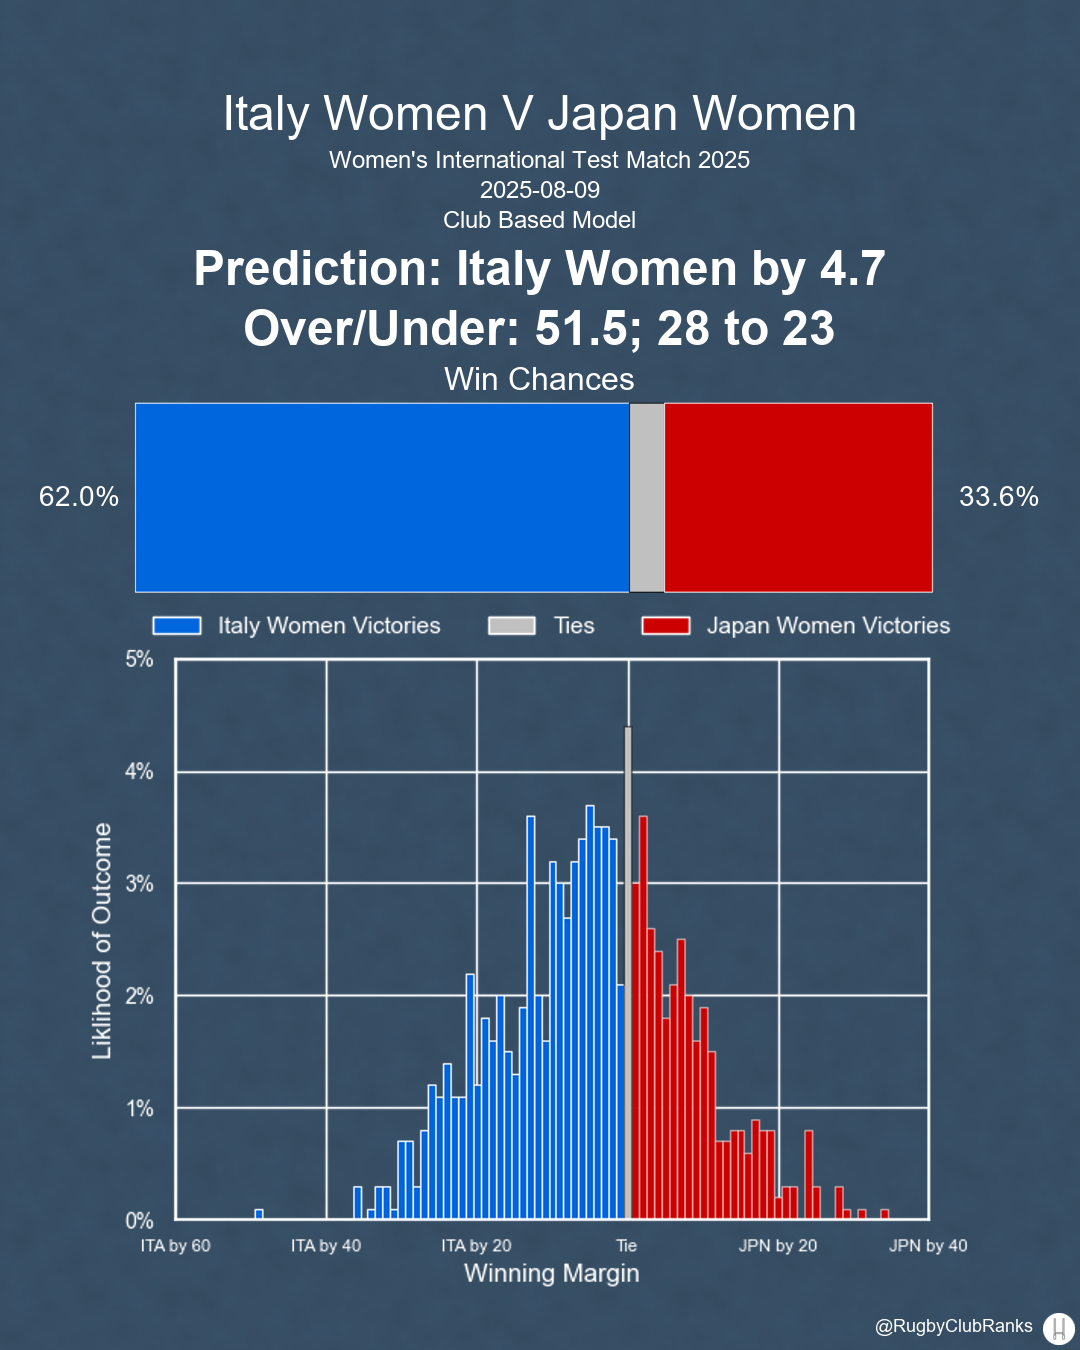 Italy Women V Japan Women
Women's International Test Match 2025
2025-08-09
Club Based Model
Prediction: Italy Women by 4.7
Over/Under: 51.5; 28 to 23
Win Chances
62.0%
33.6%
Italy Women Victories
Ties
Japan Women Victories
5%
4%
3%
2%
1%
0%
Liklihood of Outcome
ITA by 60
ITA by 40
ITA by 20
Tie
JPN by 20
JPN by 40
Winning Margin
@RugbyClubRanks